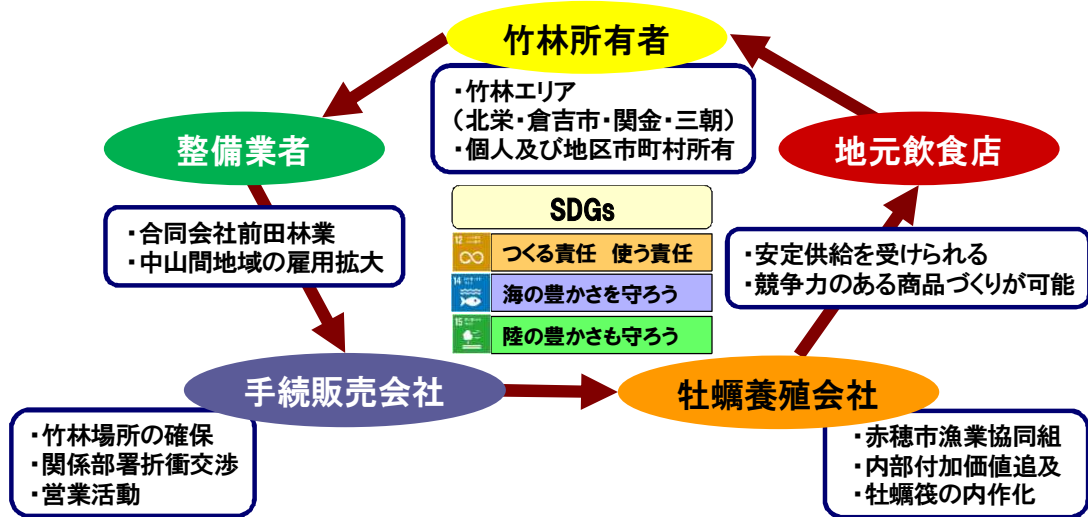 竹林所有者
・竹林エリア
（北栄・倉吉市・関金・三朝）
・個人及び地区市町村所有
整備業者
・合同会社前田林業
・中山間地域の雇用拡大
地元飲食店
・安定供給を受けられる
・競争力のある商品づくりが可能
SDGs
12
つくる責任 使う責任
14
海の豊かさを守ろう
15
陸の豊かさも守ろう
手続販売会社
・竹林場所の確保
・関係部署折衝交渉
・営業活動
牡蠣養殖会社
・赤穂市漁業協同組
・内部付加価値追及
・牡蠣筏の内作化